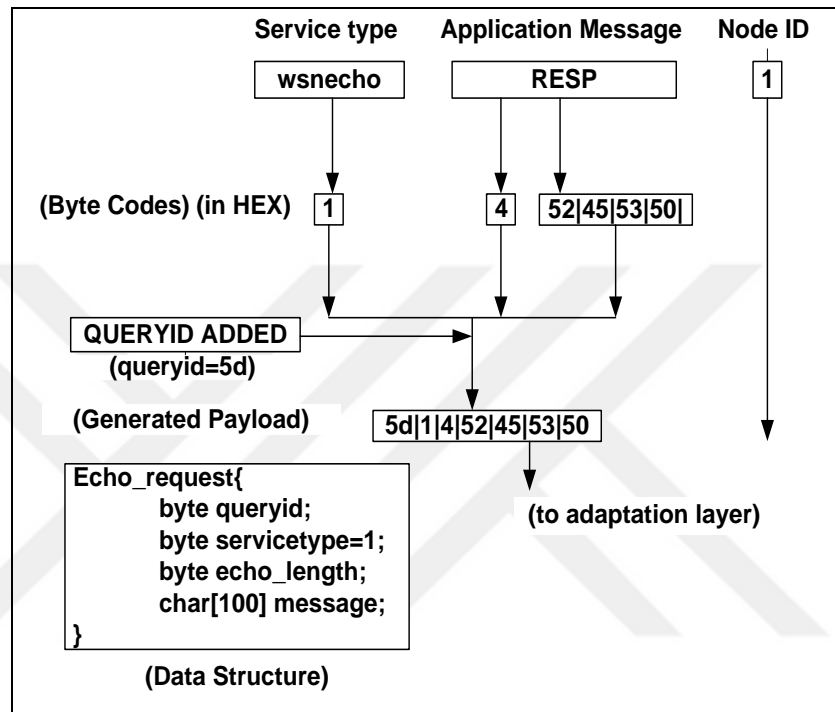 Service type Application Message Node ID
wsnecho RESP 1
(Byte Codes) (in HEX) 1 4 52|45|53|50|
QUERYID ADDED
(queryid=5d)
(Generated Payload) 5d|1|4|52|45|53|50
Echo_request{
byte queryid;
byte servicetype=1;
byte echo_length;
char[100] message;
}
(to adaptation layer)
(Data Structure)